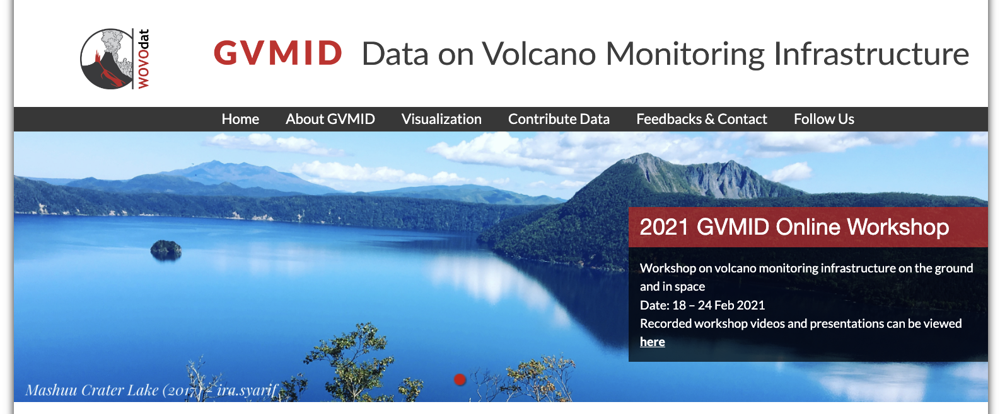 WOVOdat
GVMID Data on Volcano Monitoring Infrastructure
Home About GVMID Visualization Contribute Data Feedbacks & Contact Follow Us
2021 GVMID Online Workshop
Workshop on volcano monitoring infrastructure on the ground
and in space
Date: 18 – 24 Feb 2021
Recorded workshop videos and presentations can be viewed
here
Mashuu Crater Lake (2017) - ira.syarif